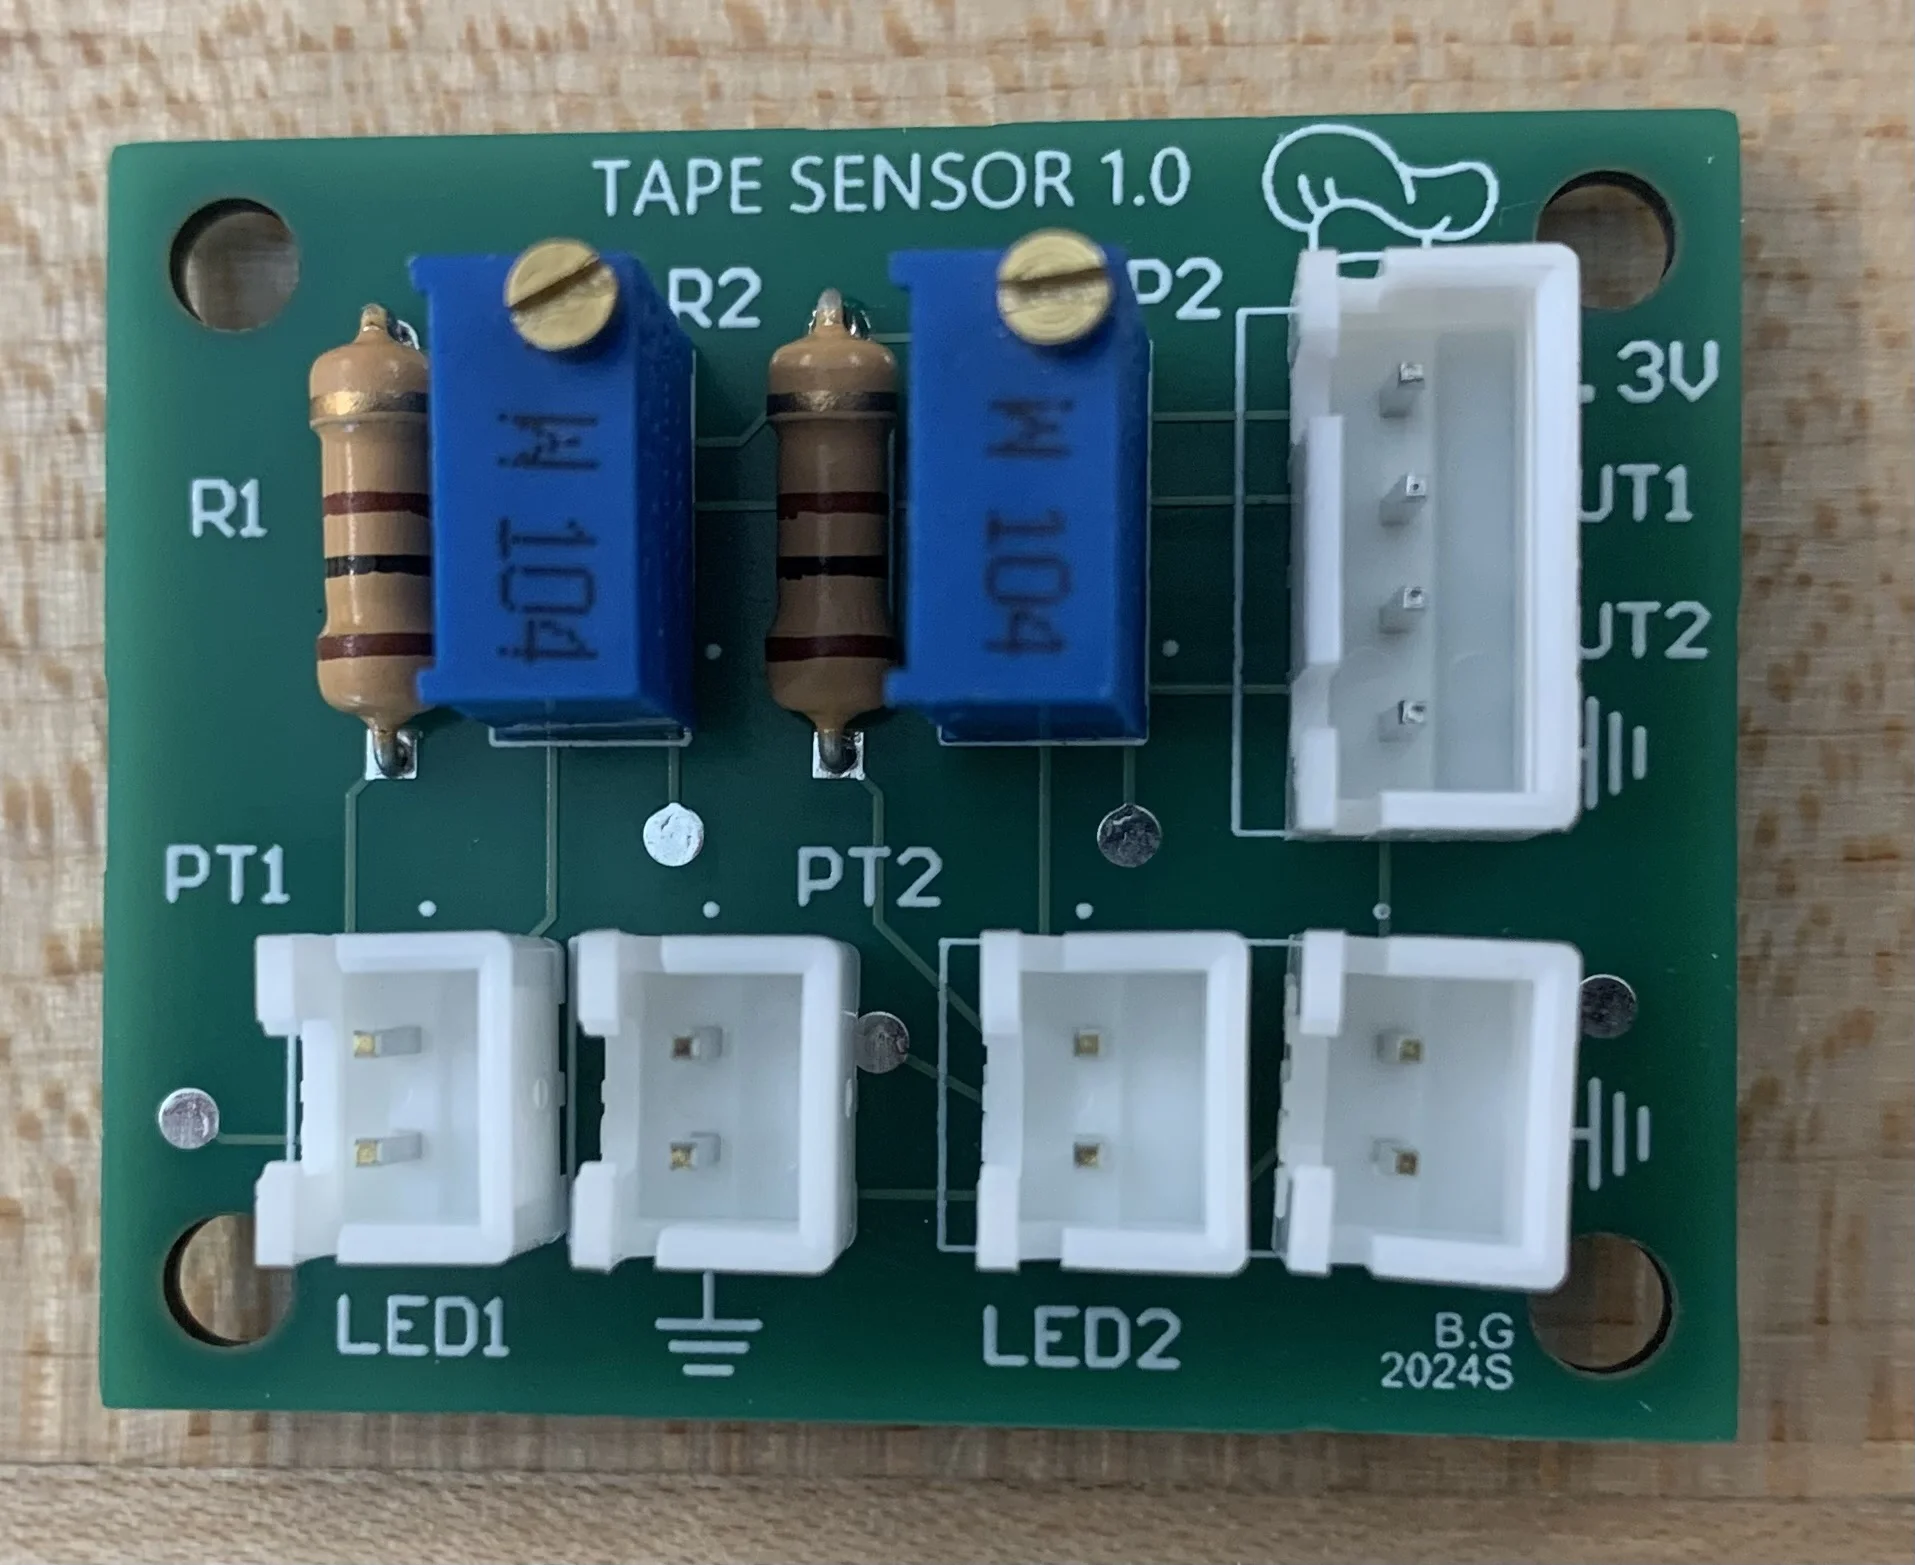 TAPE SENSOR 1.0
R2
P2
.3V
R1
W 104
W 104
UT1
UT2
PT1
PT2
LED1
LED2
B.G
2024S